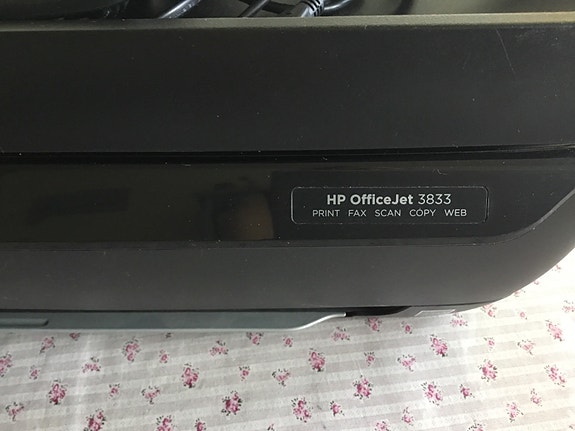 HP OfficeJet 3833
PRINT FAX SCAN COPY WEB